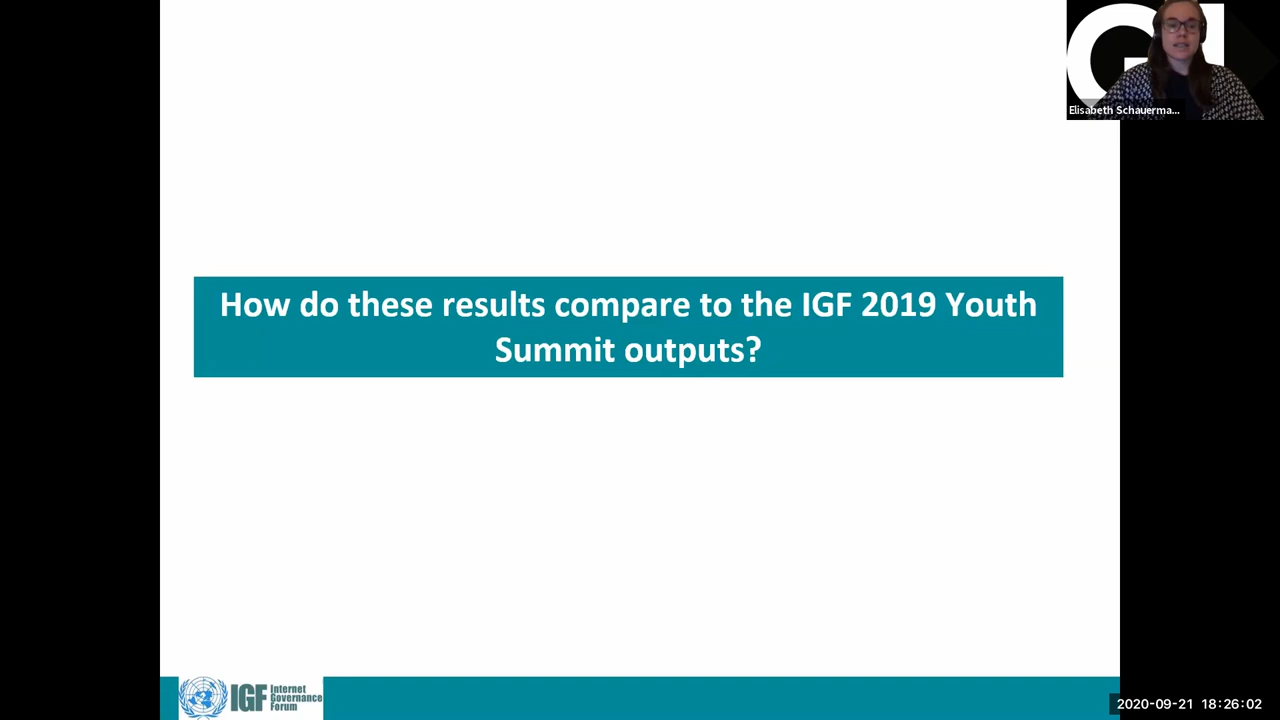 Elisabeth Schauerma...
How do these results compare to the IGF 2019 Youth
Summit outputs?
IGF
Internet
Governance
Forum
2020-09-21 18:26:02